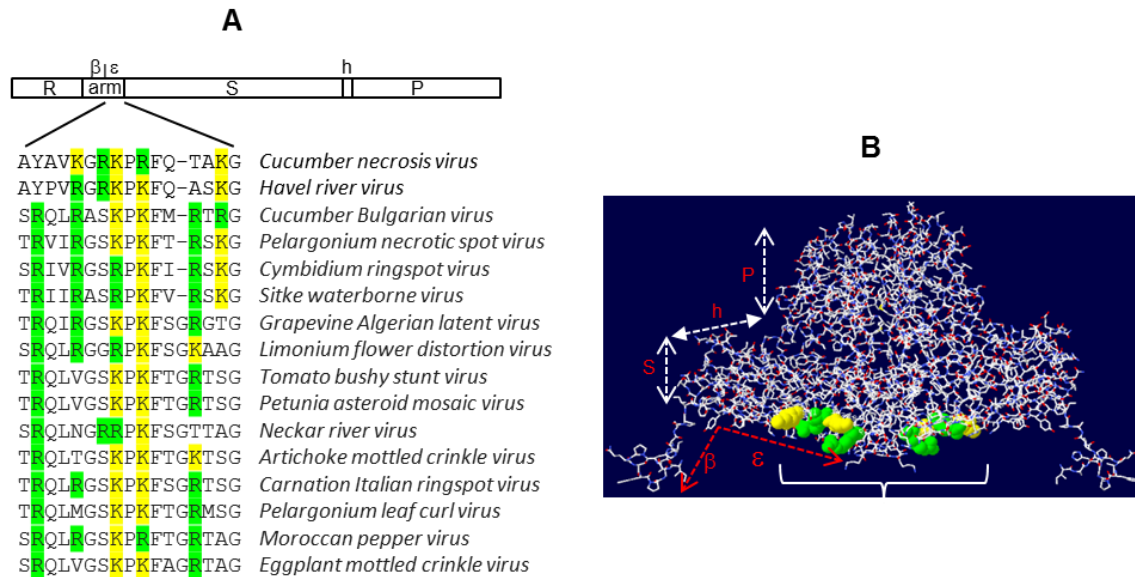 A
β ε h
R arm S P
AYAVKGRKPRFQ-TAKG Cucumber necrosis virus
AYPVRGRKPKFQ-ASKG Havel river virus
SRQLRASKPKFM-RTRG Cucumber Bulgarian virus
TRVIRGSKPKFT-RSKG Pelargonium necrotic spot virus
SRIVRGSRPKFI-RSKG Cymbidium ringspot virus
TRIIRASRPKFV-RSKG Sitke waterborne virus
TRQIRGSKPKFSGRGTG Grapevine Algerian latent virus
SRQLRGGRPKFSGKAAG Limonium flower distortion virus
TRQLVGSKPKFTGRTSG Tomato bushy stunt virus
TRQLVGSKPKFTGRTSG Petunia asteroid mosaic virus
SRQLNGRRPKFSGTTAG Neckar river virus
TRQLTGSKPKFTGKTSG Artichoke mottled crinkle virus
TRQLRGSKPKFSGRTSG Carnation Italian ringspot virus
TRQLMGSKPKFTGRMSG Pelargonium leaf curl virus
SRQLRGSKPRFTGRTAG Moroccan pepper virus
SRQLVGSKPKFAGRTAG Eggplant mottled crinkle virus
B
P
h
S
β ε